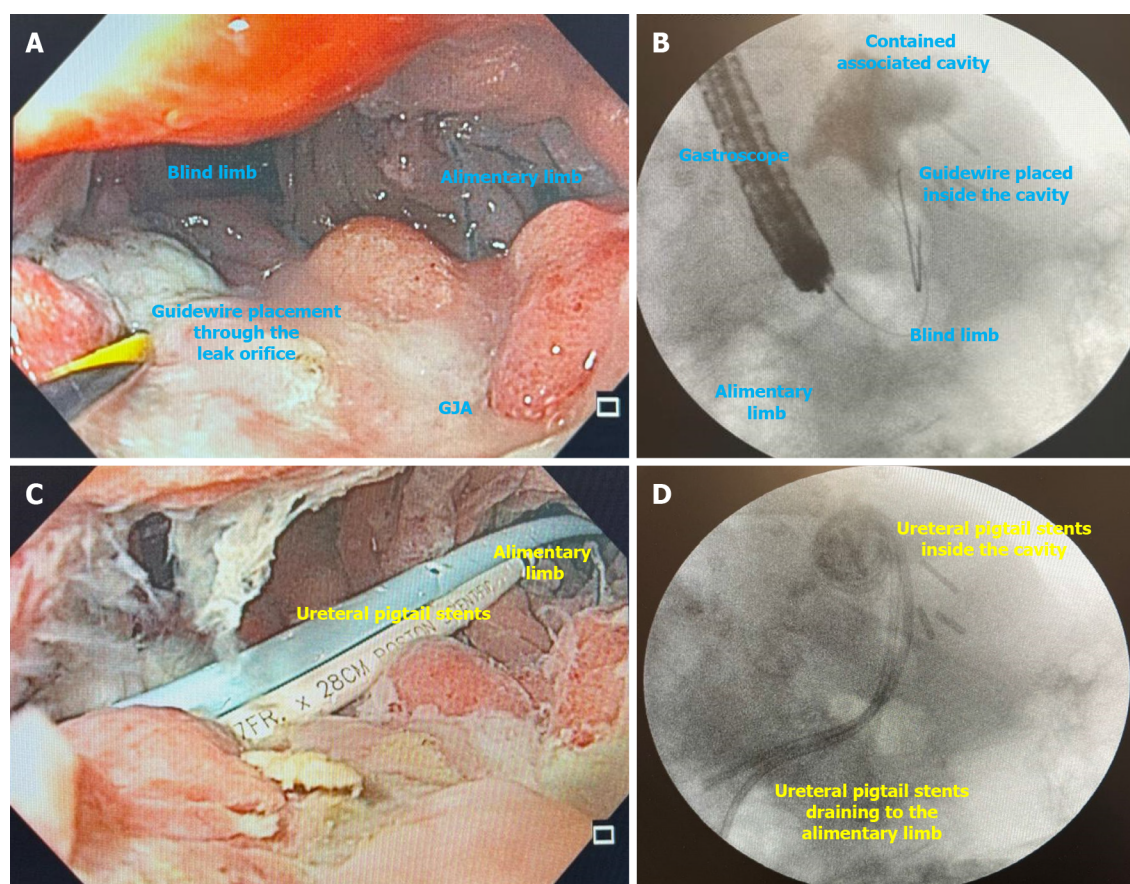 A
Blind limb
Alimentary limb
Guidewire placement
through the
leak orifice
GJA
B
Contained
associated cavity
Gastroscope
Guidewire placed
inside the cavity
Blind limb
Alimentary
limb
C
Alimentary
limb
Ureteral pigtail stents
7FR. x 28CM BOSTON
D
Ureteral pigtail stents
inside the cavity
Ureteral pigtail stents
draining to the
alimentary limb